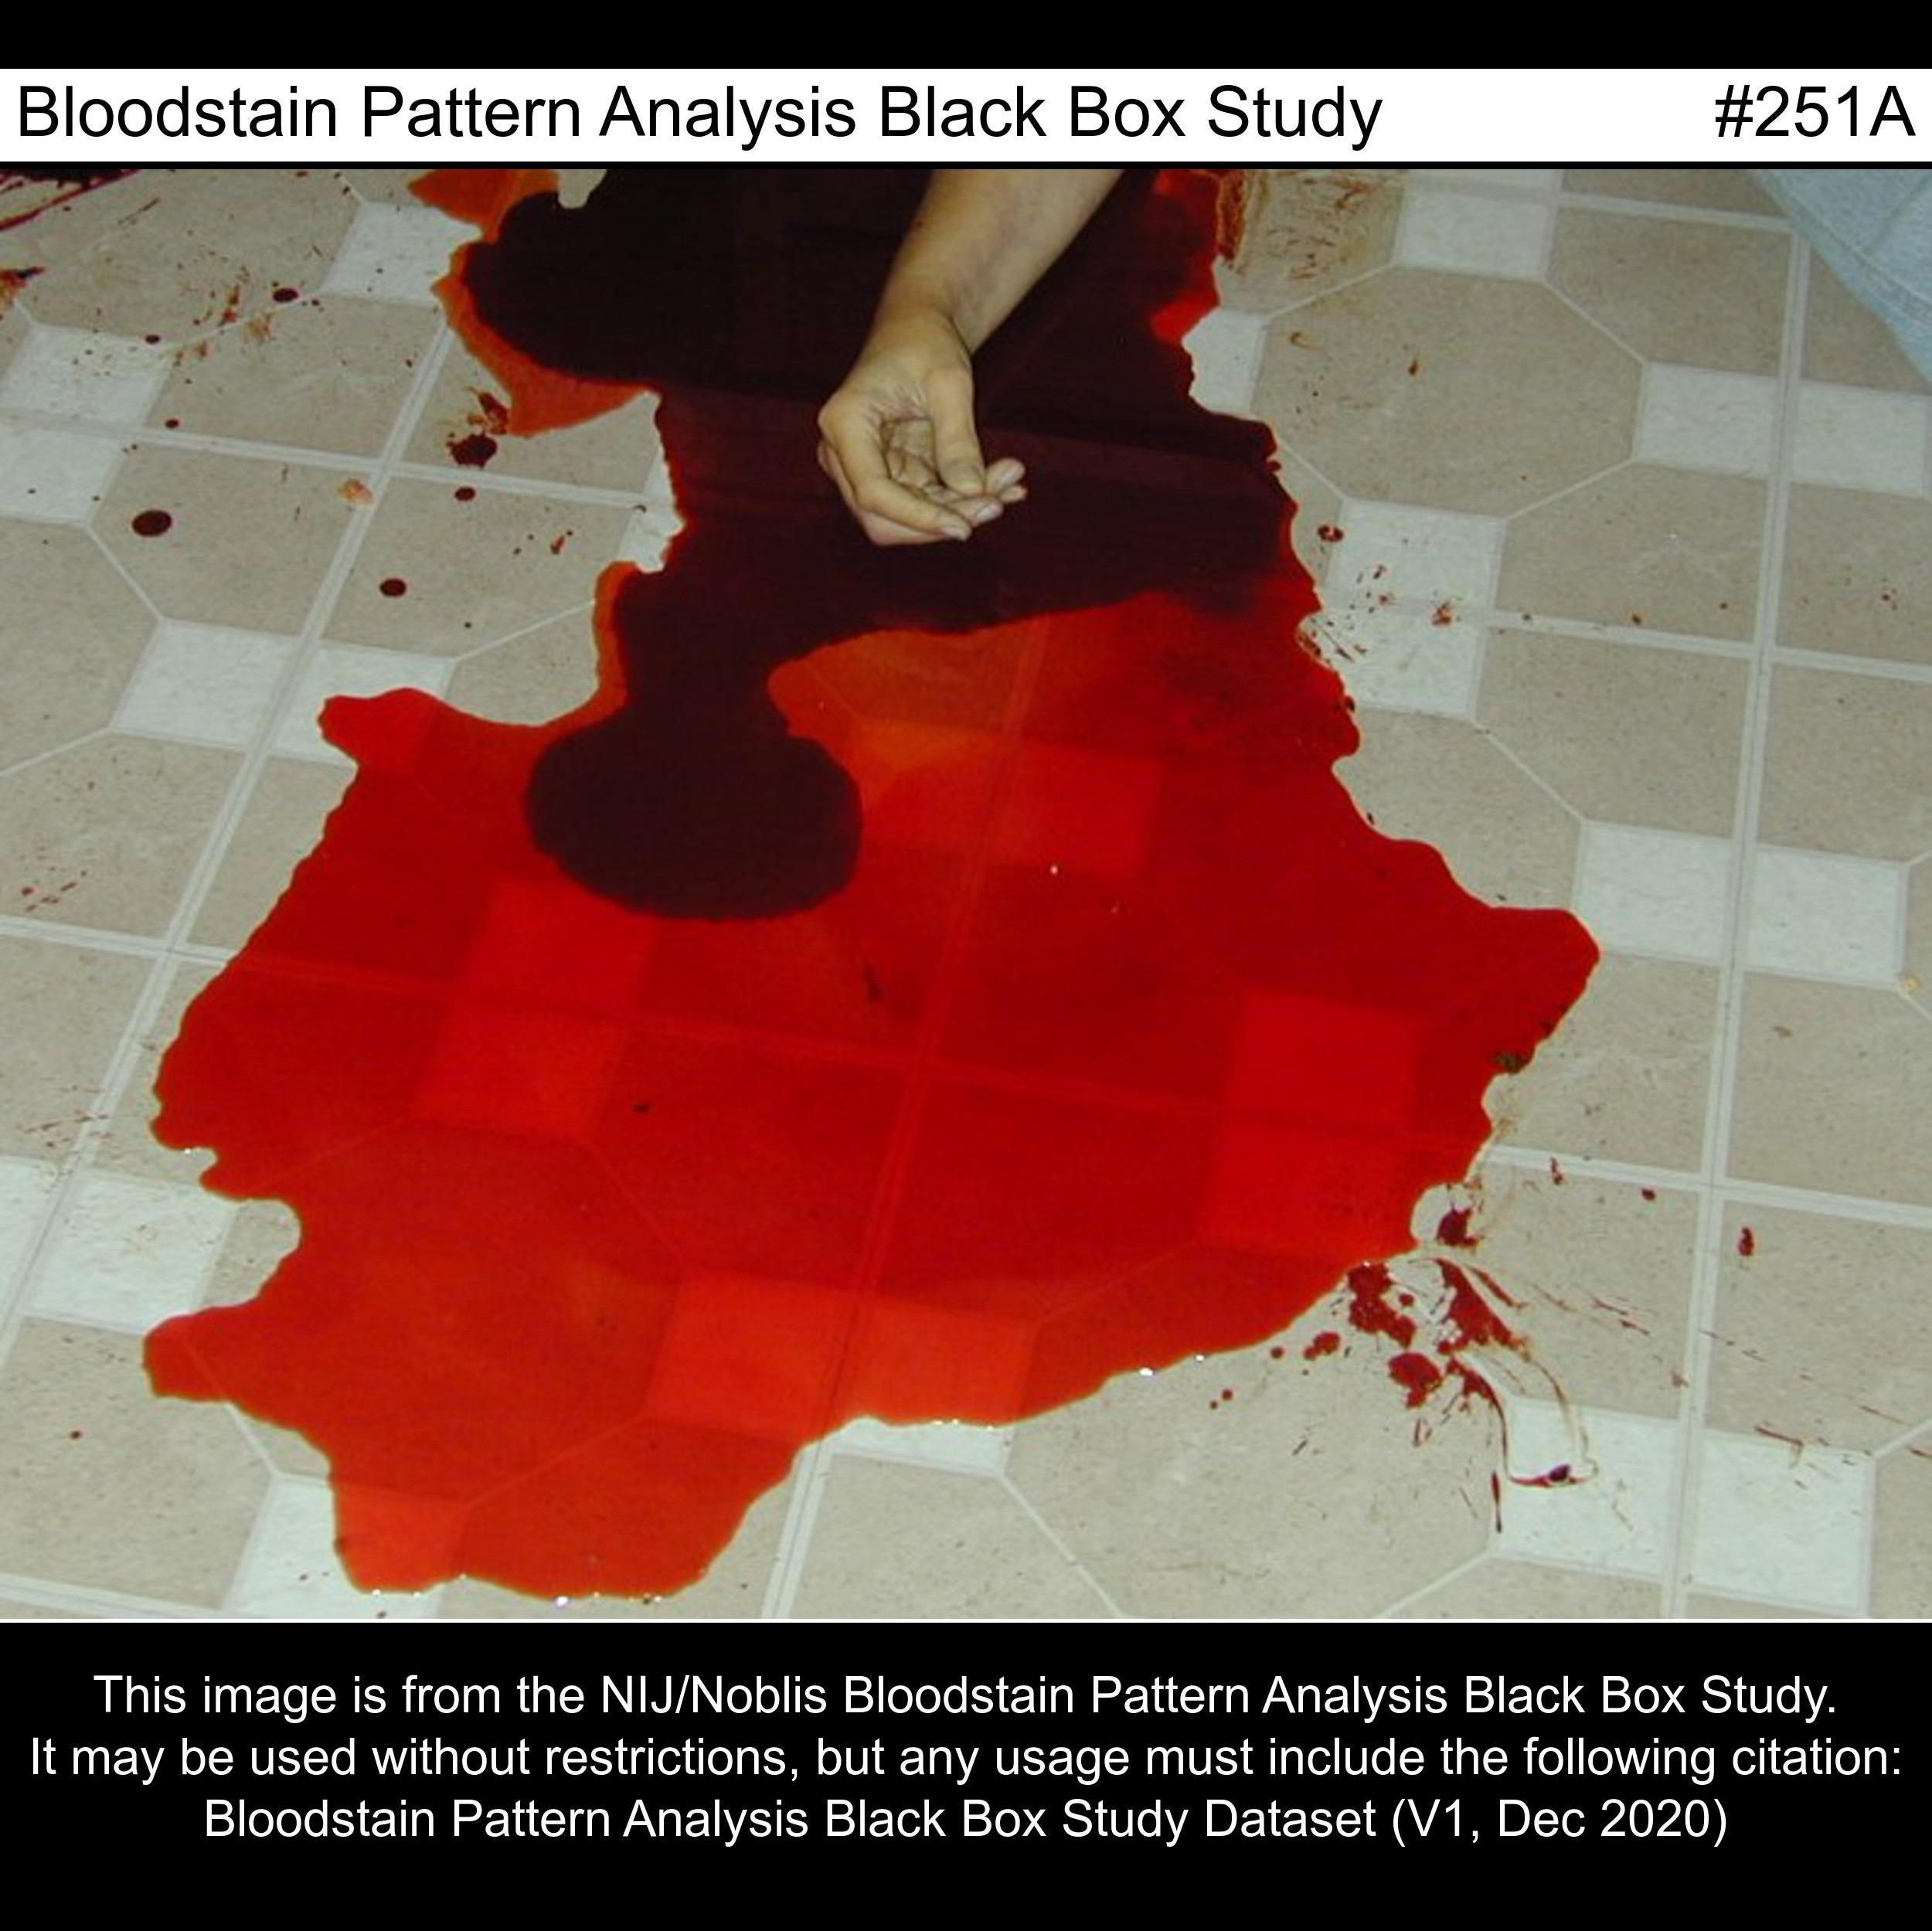 Bloodstain Pattern Analysis Black Box Study #251A
This image is from the NIJ/Noblis Bloodstain Pattern Analysis Black Box Study.
It may be used without restrictions, but any usage must include the following citation:
Bloodstain Pattern Analysis Black Box Study Dataset (V1, Dec 2020)